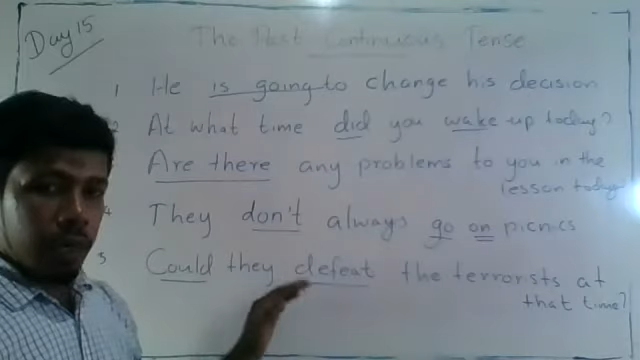 Day 15
The Past Continuous Tense
1 He is going to change his decision
2 At what time did you wake up today?
Are there any problems to you in the
lesson today
4 They don't always go on picnics
5 Could they defeat the terrorists at
that time?